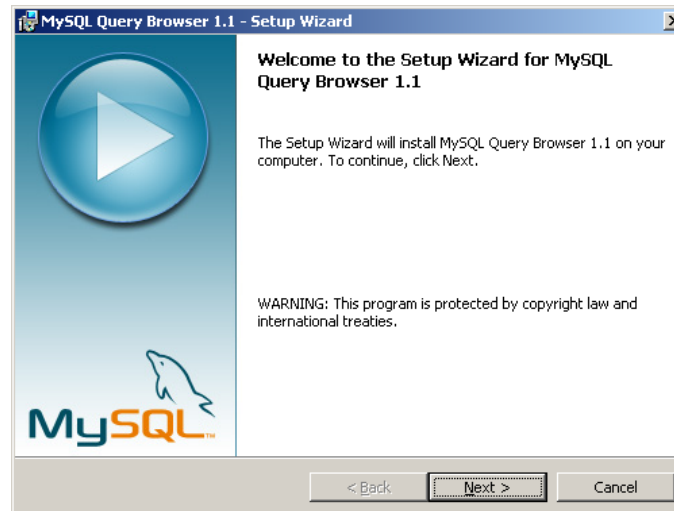 MySQL Query Browser 1.1 - Setup Wizard
Welcome to the Setup Wizard for MySQL
Query Browser 1.1
The Setup Wizard will install MySQL Query Browser 1.1 on your
computer. To continue, click Next.
WARNING: This program is protected by copyright law and
international treaties.
MySQL
< Back
Next >
Cancel